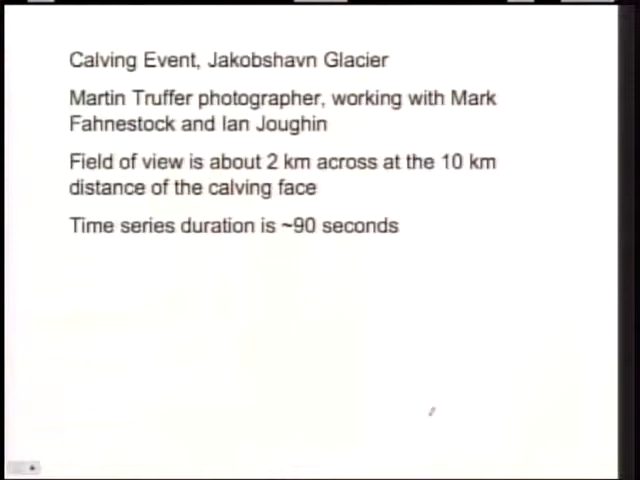 Calving Event, Jakobshavn Glacier
Martin Truffer photographer, working with Mark
Fahnestock and Ian Joughin
Field of view is about 2 km across at the 10 km
distance of the calving face
Time series duration is ~90 seconds